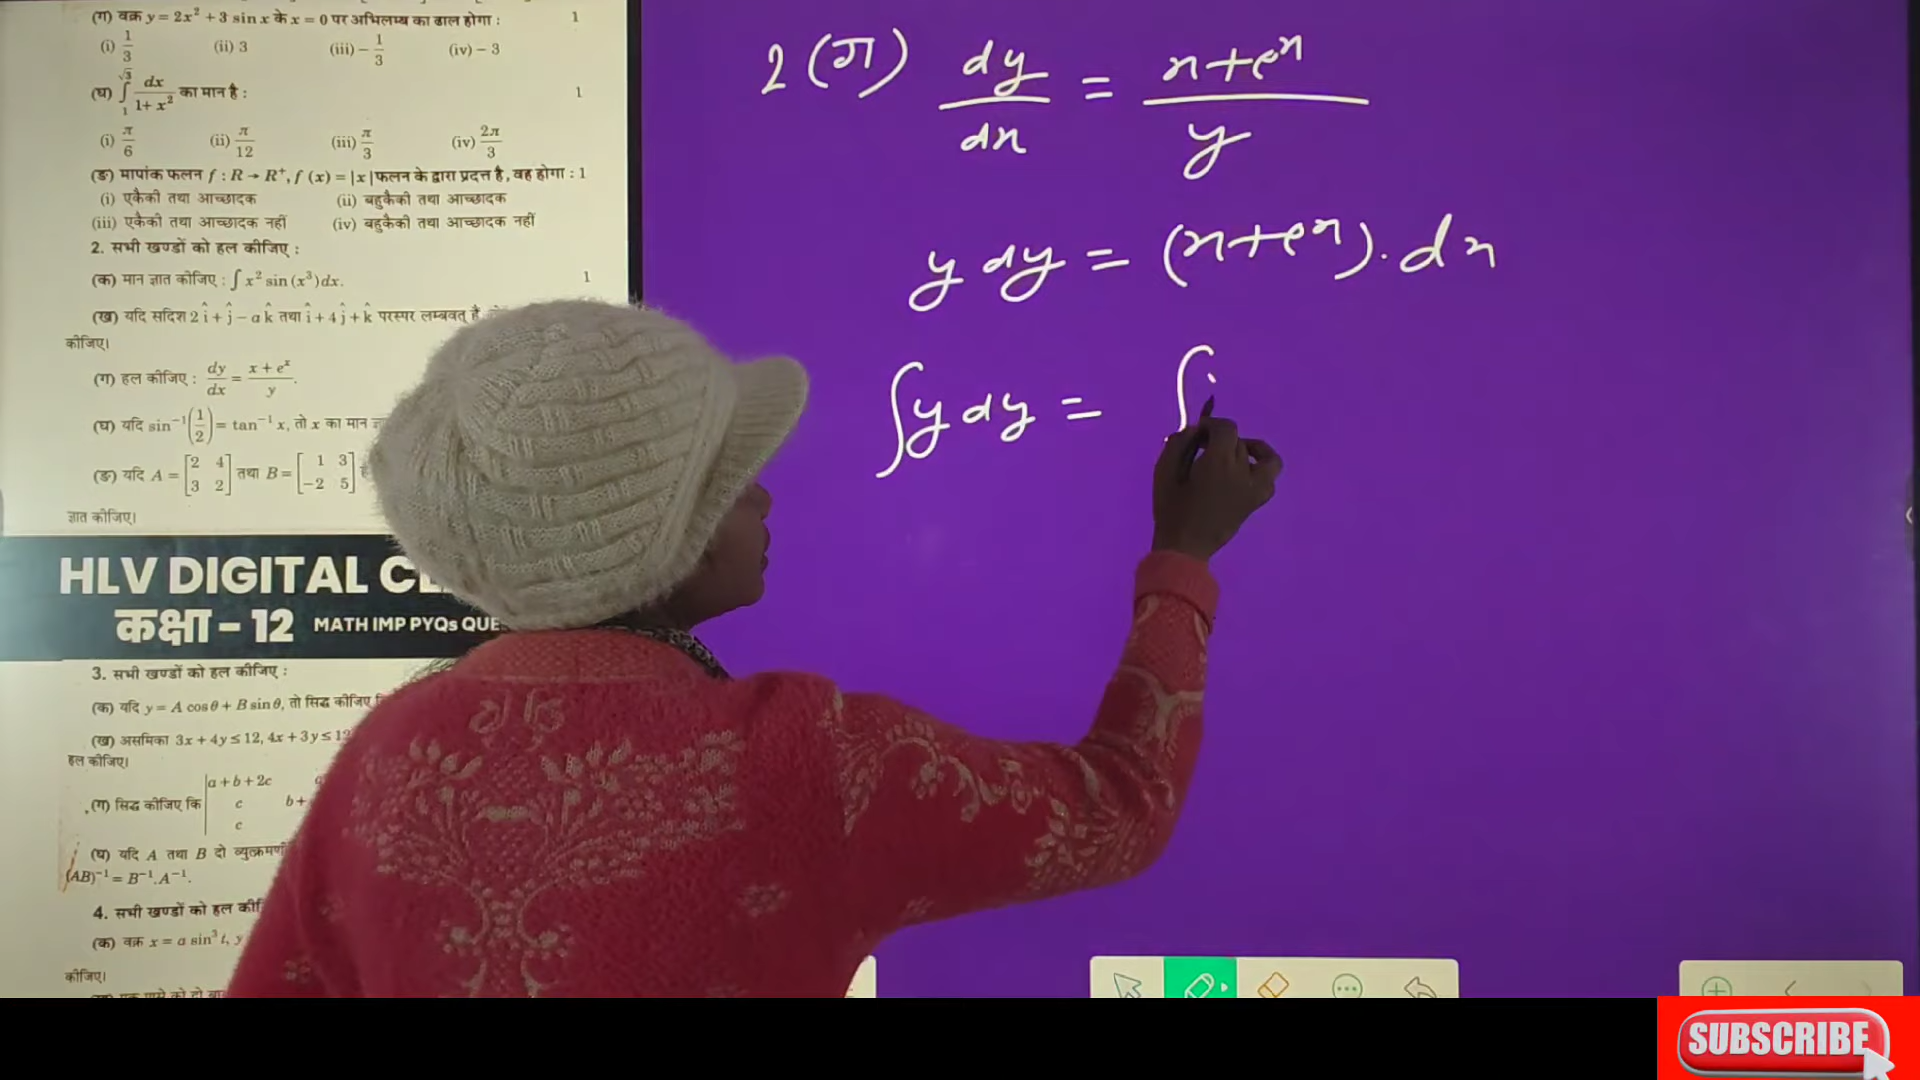 (ग) वक्र y = 2x² + 3 sin x के x = 0 पर अभिलम्ब का ढाल होगा : 1
(i) 1/3 (ii) 3 (iii) – 1/3 (iv) – 3
(घ) ∫₁^√3 dx/(1+ x²) का मान है : 1
(i) π/6 (ii) π/12 (iii) π/3 (iv) 2π/3
(ङ) मापांक फलन f : R → R⁺, f (x) = |x| फलन के द्वारा प्रदत्त है, वह होगा : 1
(i) एकैकी तथा आच्छादक (ii) बहुकैकी तथा आच्छादक
(iii) एकैकी तथा आच्छादक नहीं (iv) बहुकैकी तथा आच्छादक नहीं
2. सभी खण्डों को हल कीजिए :
(क) मान ज्ञात कीजिए : ∫ x² sin (x³) dx. 1
(ख) यदि सदिश 2 î + ĵ – a k̂ तथा î + 4 ĵ + k̂ परस्पर लम्बवत् हैं
कीजिए।
(ग) हल कीजिए : dy/dx = (x + eˣ)/y.
(घ) यदि sin⁻¹(1/2) = tan⁻¹ x, तो x का मान
(ङ) यदि A = [2 4; 3 2] तथा B = [1 3; –2 5]
ज्ञात कीजिए।
HLV DIGITAL
कक्षा – 12 MATH IMP PYQs
3. सभी खण्डों को हल कीजिए :
(क) यदि y = A cos θ + B sin θ, तो सिद्ध कीजिए
(ख) असमिका 3x + 4y ≤ 12, 4x + 3y ≤ 12
हल कीजिए।
(ग) सिद्ध कीजिए कि | a + b + 2c
c b +
c
(घ) यदि A तथा B दो व्युत्क्रमणी
(AB)⁻¹ = B⁻¹. A⁻¹.
4. सभी खण्डों को हल
(क) वक्र x = a sin³ t, y
कीजिए।
2 (ग) dy/dx = (x+eˣ)/y
y dy = (x+eˣ) . dx
∫y dy = ∫
SUBSCRIBE